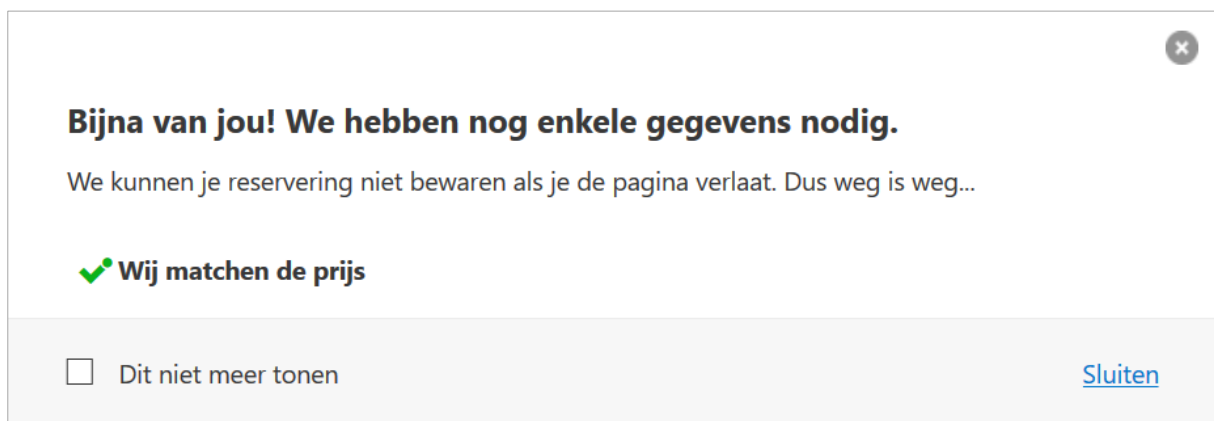 Bijna van jou! We hebben nog enkele gegevens nodig.
We kunnen je reservering niet bewaren als je de pagina verlaat. Dus weg is weg...
Wij matchen de prijs
Dit niet meer tonen
Sluiten